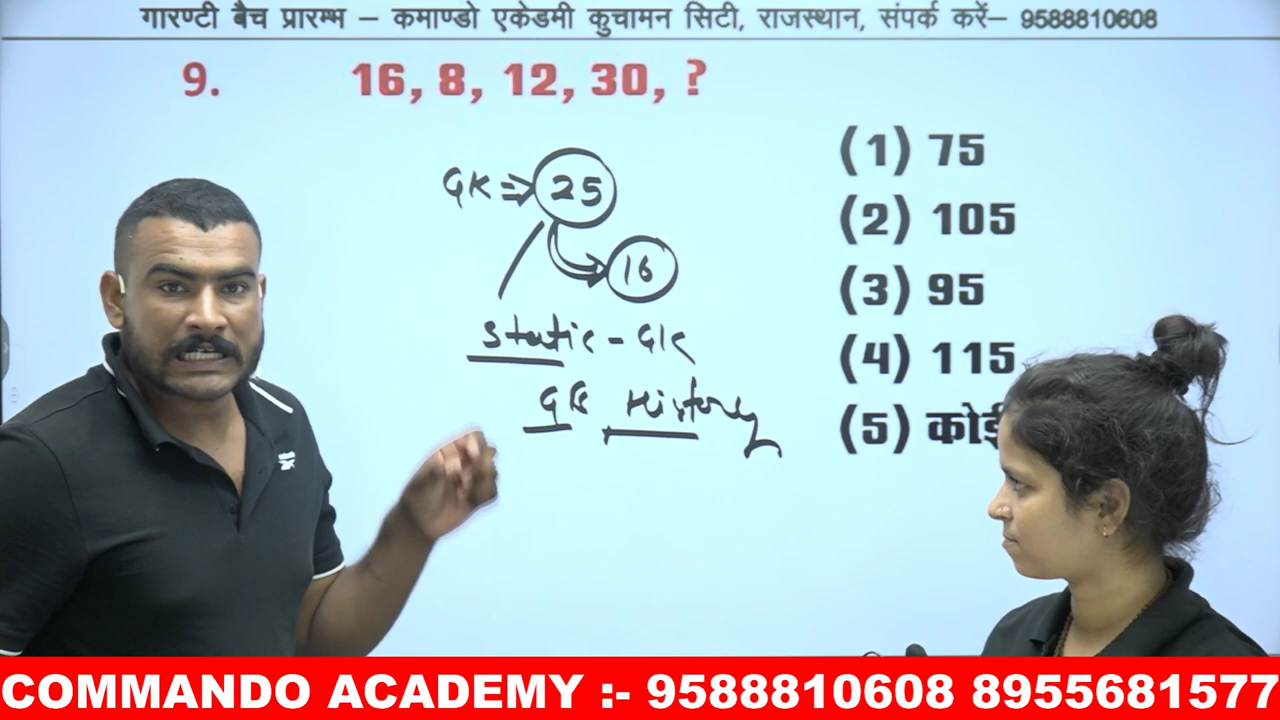 गारण्टी बैच प्रारम्भ – कमाण्डो एकेडमी कुचामन सिटी, राजस्थान, संपर्क करें– 9588810608
9. 16, 8, 12, 30, ?
(1) 75
(2) 105
(3) 95
(4) 115
(5) कोई
GK ⇒ 25
16
Static - GK
History
COMMANDO ACADEMY :- 9588810608 8955681577